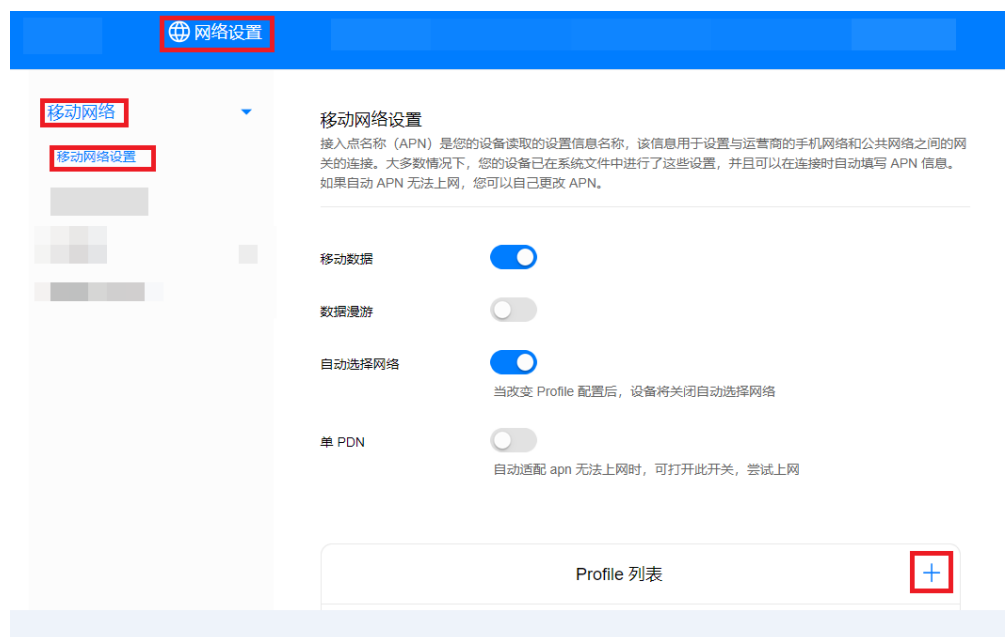 网络设置
移动网络
移动网络设置
移动网络设置
接入点名称（APN）是您的设备读取的设置信息名称，该信息用于设置与运营商的手机网络和公共网络之间的网
关的连接。大多数情况下，您的设备已在系统文件中进行了这些设置，并且可以在连接时自动填写 APN 信息。
如果自动 APN 无法上网，您可以自己更改 APN。
移动数据
数据漫游
自动选择网络
当改变 Profile 配置后，设备将关闭自动选择网络
单 PDN
自动适配 apn 无法上网时，可打开此开关，尝试上网
Profile 列表